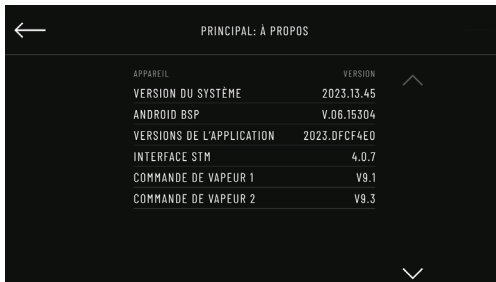 PRINCIPAL: À PROPOS
APPAREIL VERSION
VERSION DU SYSTÈME 2023.13.45
ANDROID BSP V.06.15304
VERSIONS DE L'APPLICATION 2023.DFCF4E0
INTERFACE STM 4.0.7
COMMANDE DE VAPEUR 1 V9.1
COMMANDE DE VAPEUR 2 V9.3